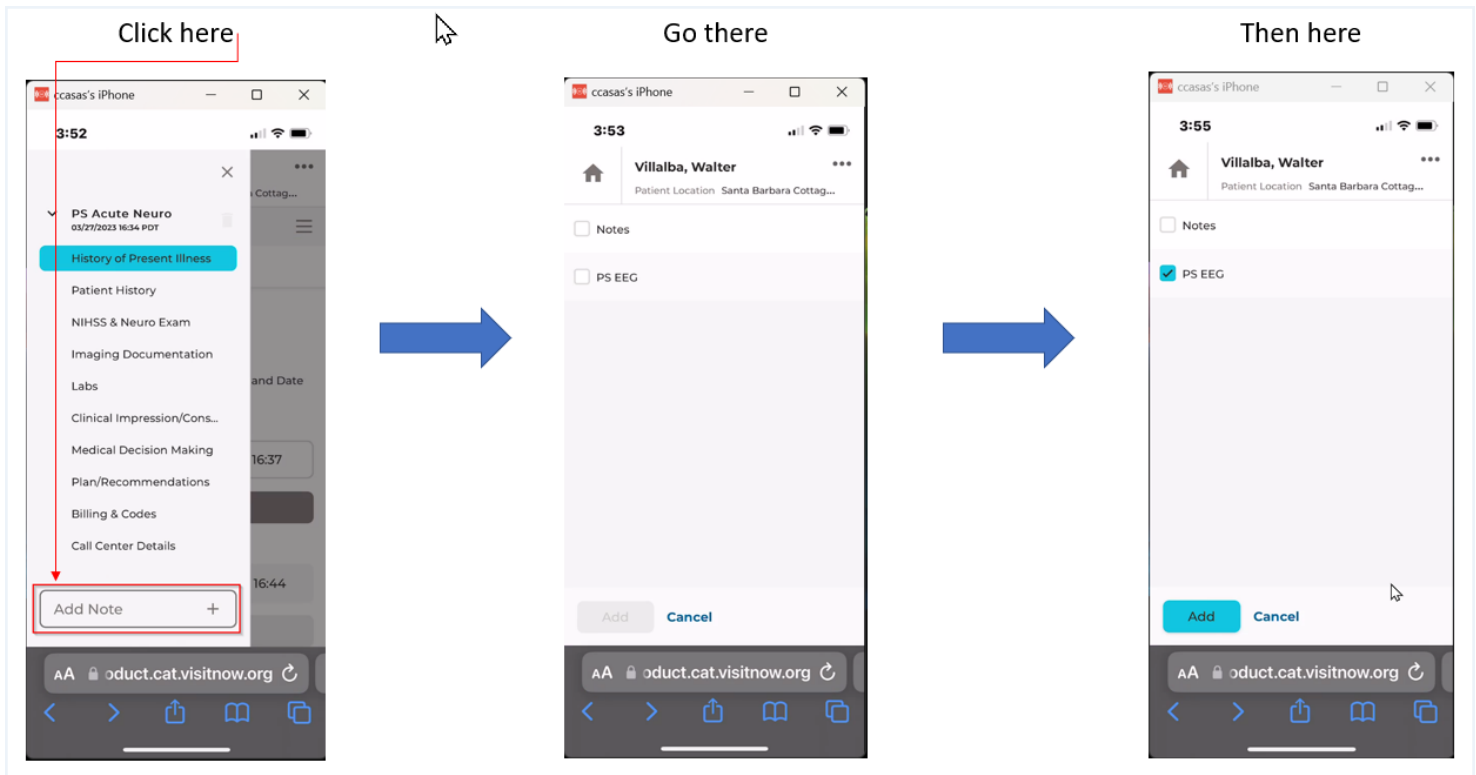 Click here
Go there
Then here
ccasas's iPhone
3:52
Cottag...
PS Acute Neuro
03/27/2023 16:34 PDT
History of Present Illness
Patient History
NIHSS & Neuro Exam
Imaging Documentation
and Date
Labs
Clinical Impression/Cons...
Medical Decision Making
16:37
Plan/Recommendations
Billing & Codes
Call Center Details
16:44
Add Note +
AA oduct.cat.visitnow.org
ccasas's iPhone
3:53
Villalba, Walter
Patient Location Santa Barbara Cottag...
Notes
PS EEG
Add Cancel
AA oduct.cat.visitnow.org
ccasas's iPhone
3:55
Villalba, Walter
Patient Location Santa Barbara Cottag...
Notes
PS EEG
Add Cancel
AA oduct.cat.visitnow.org